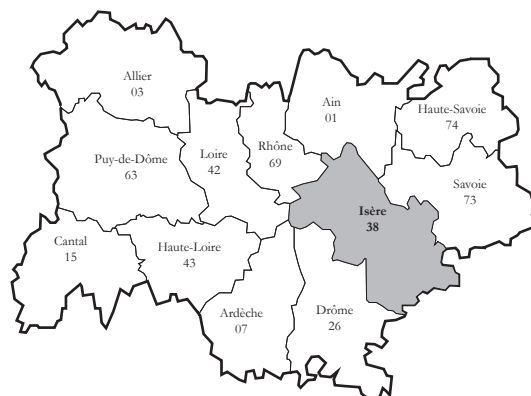 Allier
03
Ain
01
Haute-Savoie
74
Puy-de-Dôme
63
Loire
42
Rhône
69
Savoie
73
Isère
38
Cantal
15
Haute-Loire
43
Ardèche
07
Drôme
26